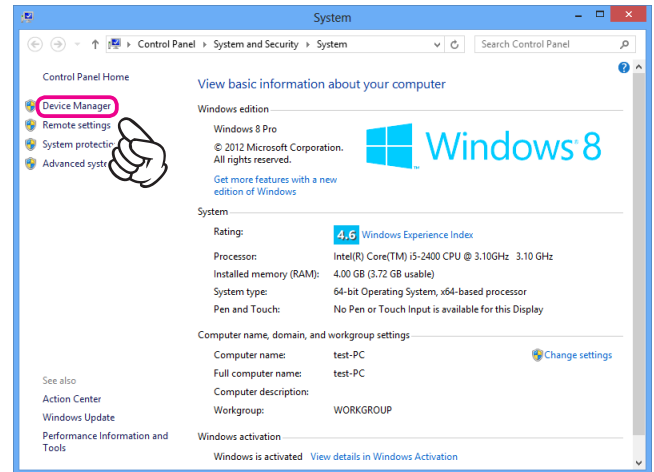 System
Control Panel ▸ System and Security ▸ System
Search Control Panel
Control Panel Home
Device Manager
Remote settings
System protection
Advanced
View basic information about your computer
Windows edition
Windows 8 Pro
© 2012 Microsoft Corporation.
All rights reserved.
Get more features with a new
edition of Windows
Windows 8
System
Rating: 4.6 Windows Experience Index
Processor: Intel(R) Core(TM) i5-2400 CPU @ 3.10GHz 3.10 GHz
Installed memory (RAM): 4.00 GB (3.72 GB usable)
System type: 64-bit Operating System, x64-based processor
Pen and Touch: No Pen or Touch Input is available for this Display
Computer name, domain, and workgroup settings
Computer name: test-PC Change settings
Full computer name: test-PC
Computer description:
Workgroup: WORKGROUP
Windows activation
Windows is activated View details in Windows Activation
See also
Action Center
Windows Update
Performance Information and
Tools